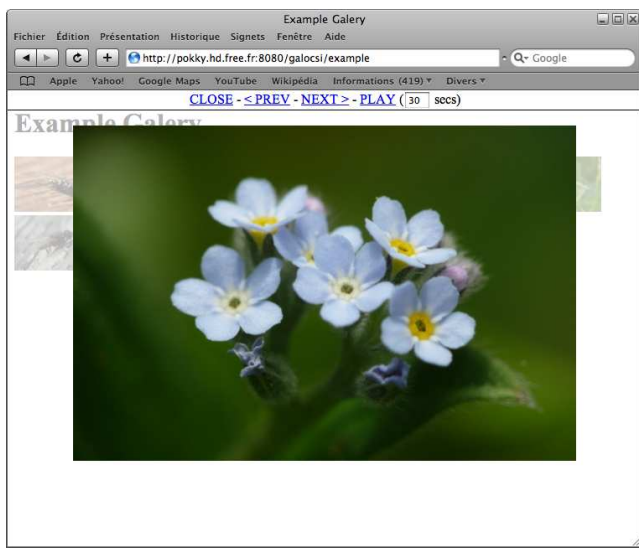 Example Galery
Fichier Édition Présentation Historique Signets Fenêtre Aide
http://pokky.hd.free.fr:8080/galocsi/example
Google
Apple Yahoo! Google Maps YouTube Wikipédia Informations (419) Divers
CLOSE - < PREV - NEXT > - PLAY ( 30 secs)
Example Galery